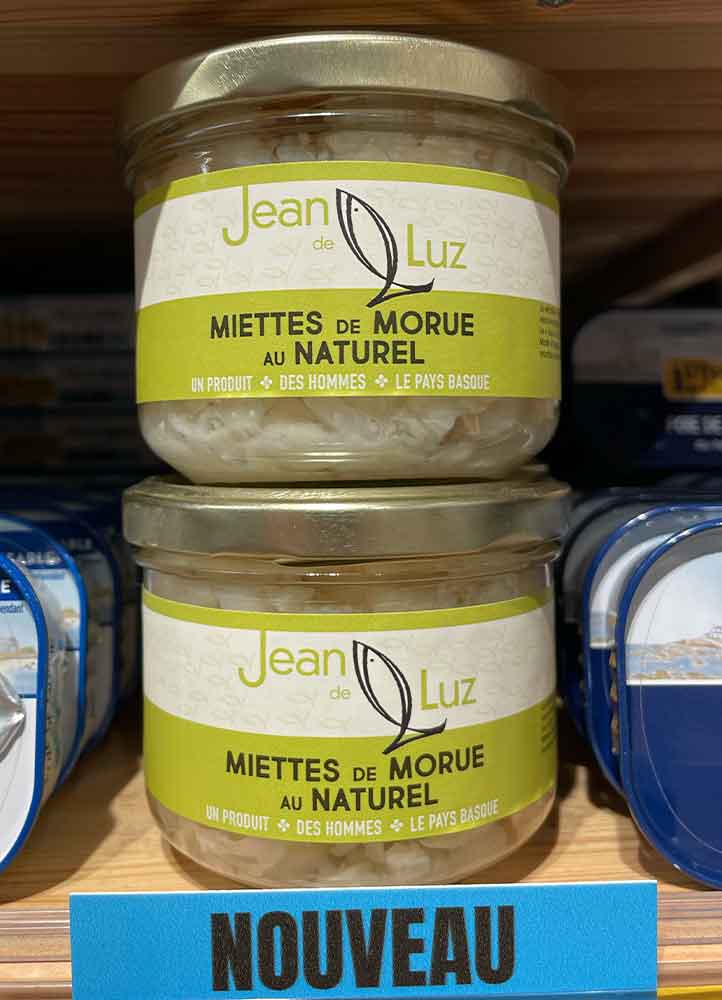 Jean
de Luz
MIETTES DE MORUE
AU NATUREL
UN PRODUIT ✤ DES HOMMES ✤ LE PAYS BASQUE
Jean
de Luz
MIETTES DE MORUE
AU NATUREL
UN PRODUIT ✤ DES HOMMES ✤ LE PAYS BASQUE
NOUVEAU